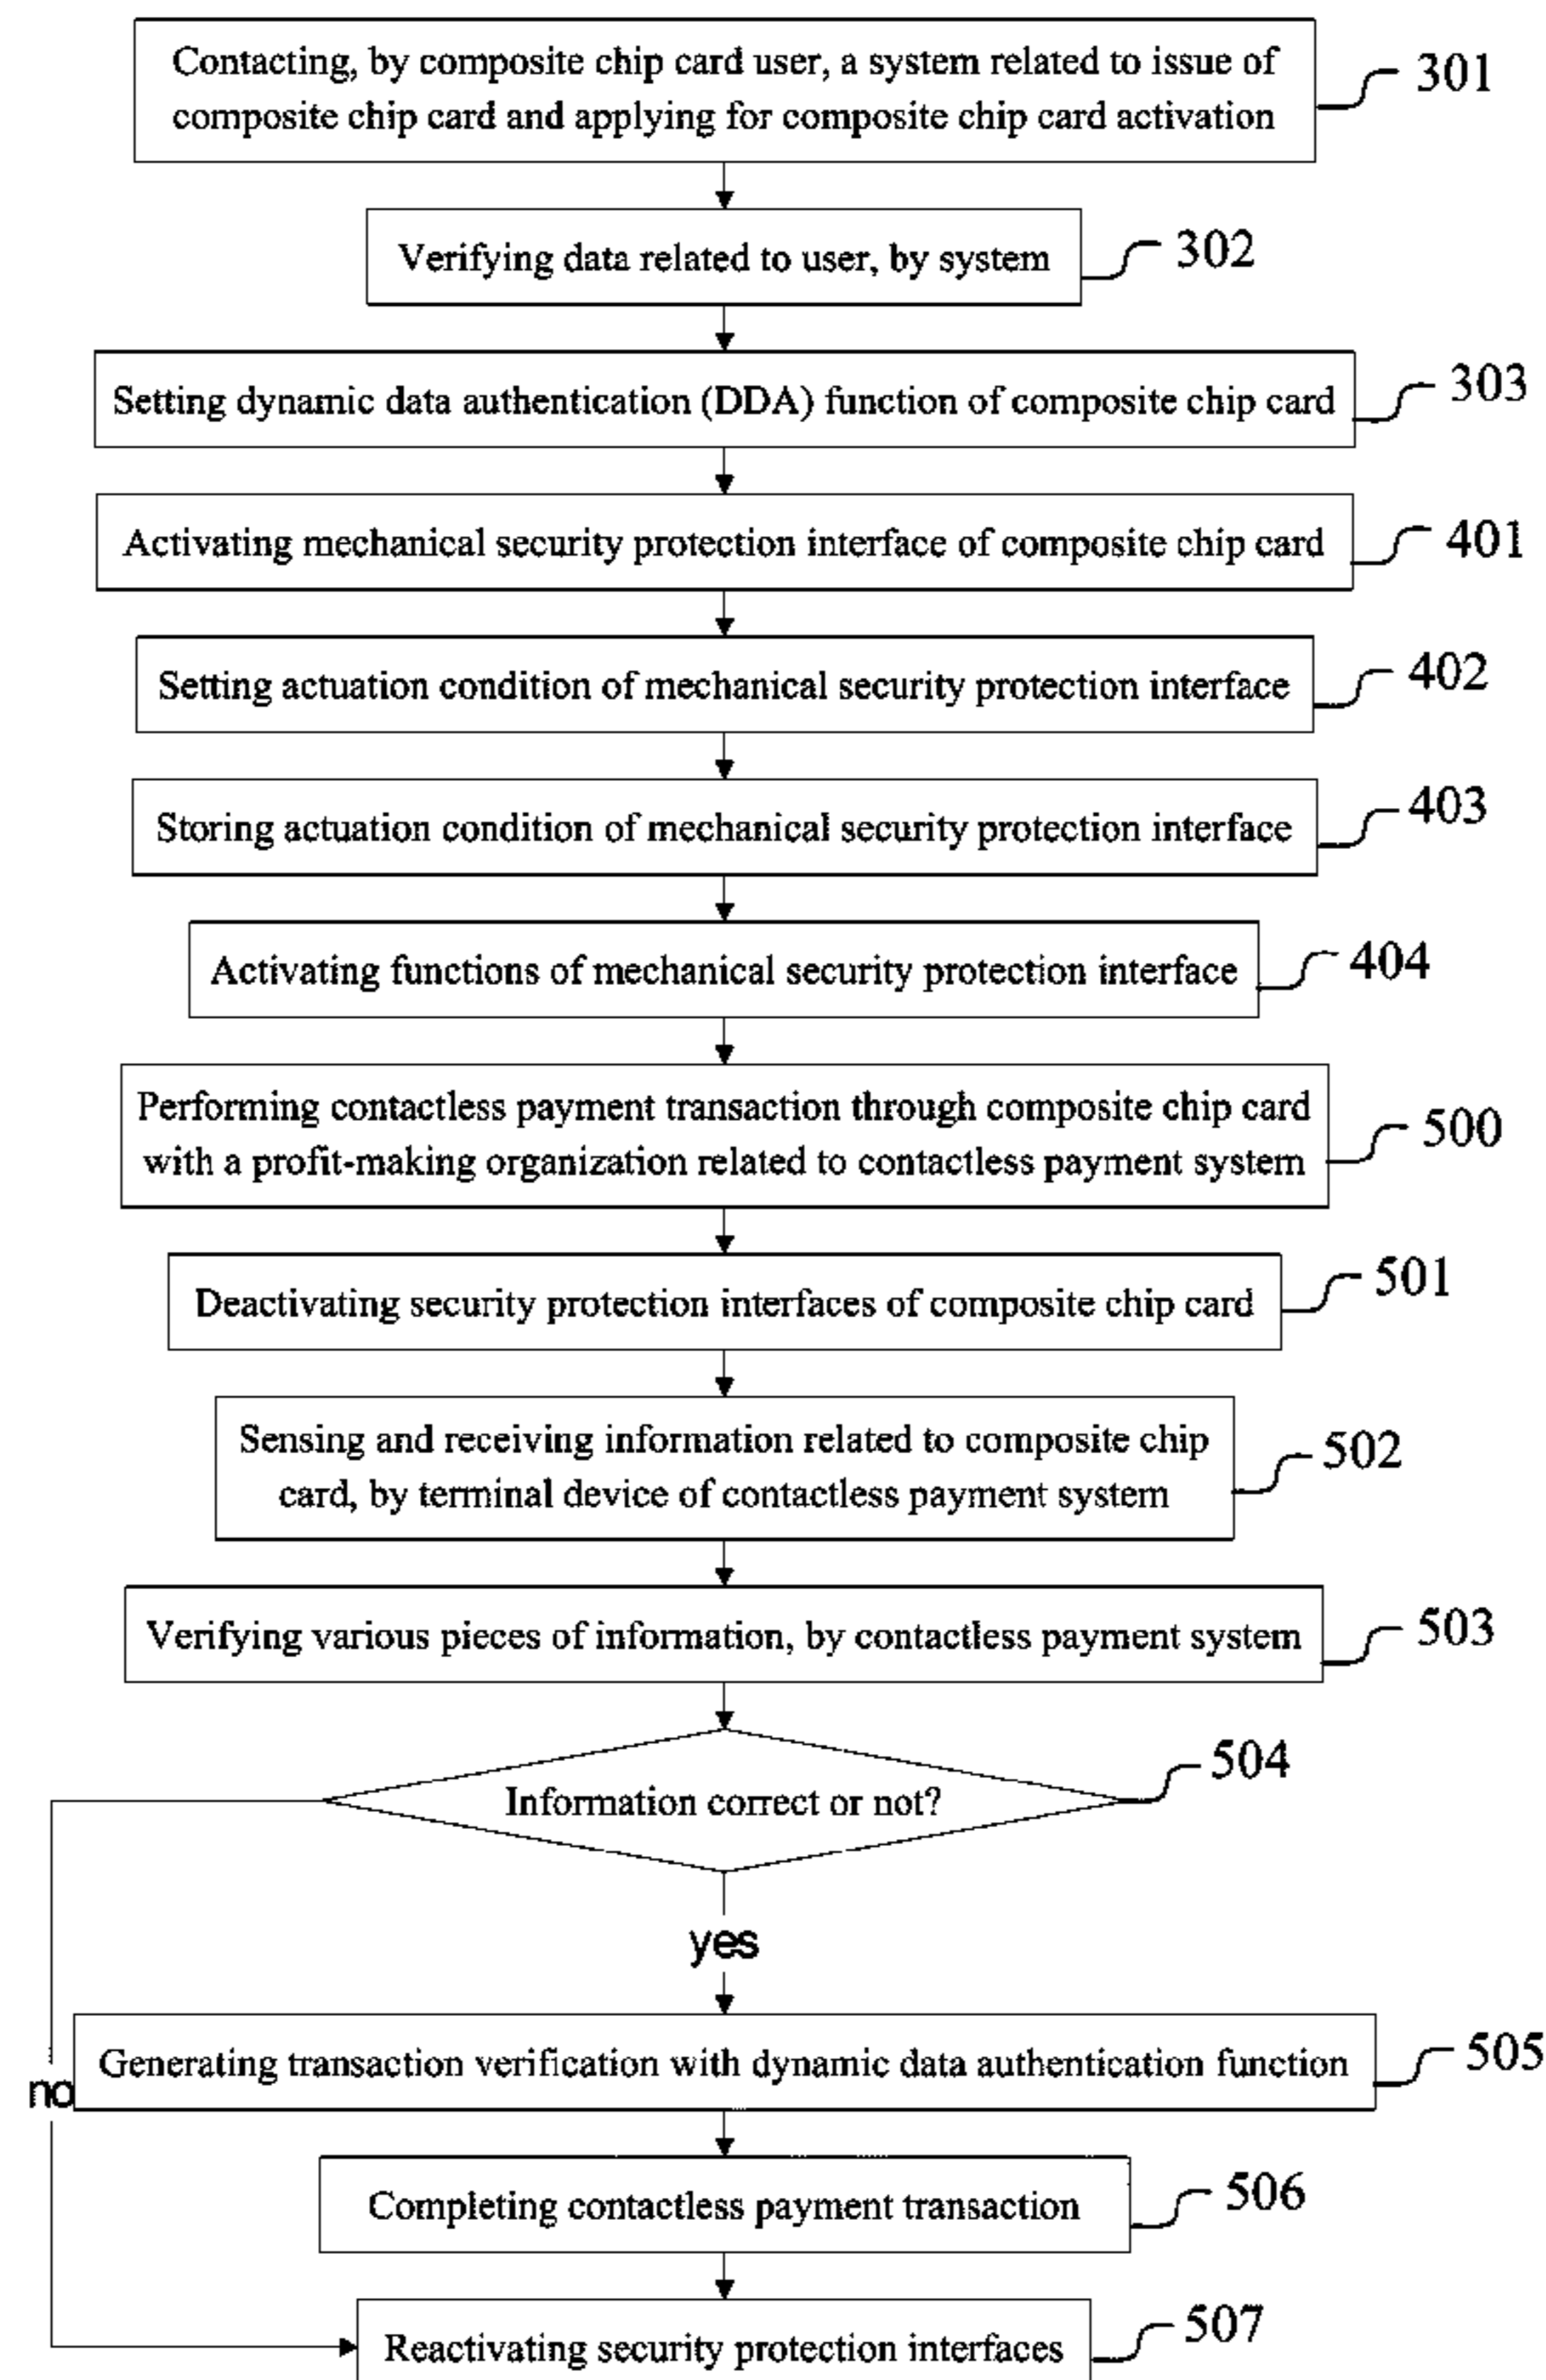 Contacting, by composite chip card user, a system related to issue of
composite chip card and applying for composite chip card activation
301
Verifying data related to user, by system
302
Setting dynamic data authentication (DDA) function of composite chip card
303
Activating mechanical security protection interface of composite chip card
401
Setting actuation condition of mechanical security protection interface
402
Storing actuation condition of mechanical security protection interface
403
Activating functions of mechanical security protection interface
404
Performing contactless payment transaction through composite chip card
with a profit-making organization related to contactless payment system
500
Deactivating security protection interfaces of composite chip card
501
Sensing and receiving information related to composite chip
card, by terminal device of contactless payment system
502
Verifying various pieces of information, by contactless payment system
503
Information correct or not?
504
yes
Generating transaction verification with dynamic data authentication function
505
no
Completing contactless payment transaction
506
Reactivating security protection interfaces
507